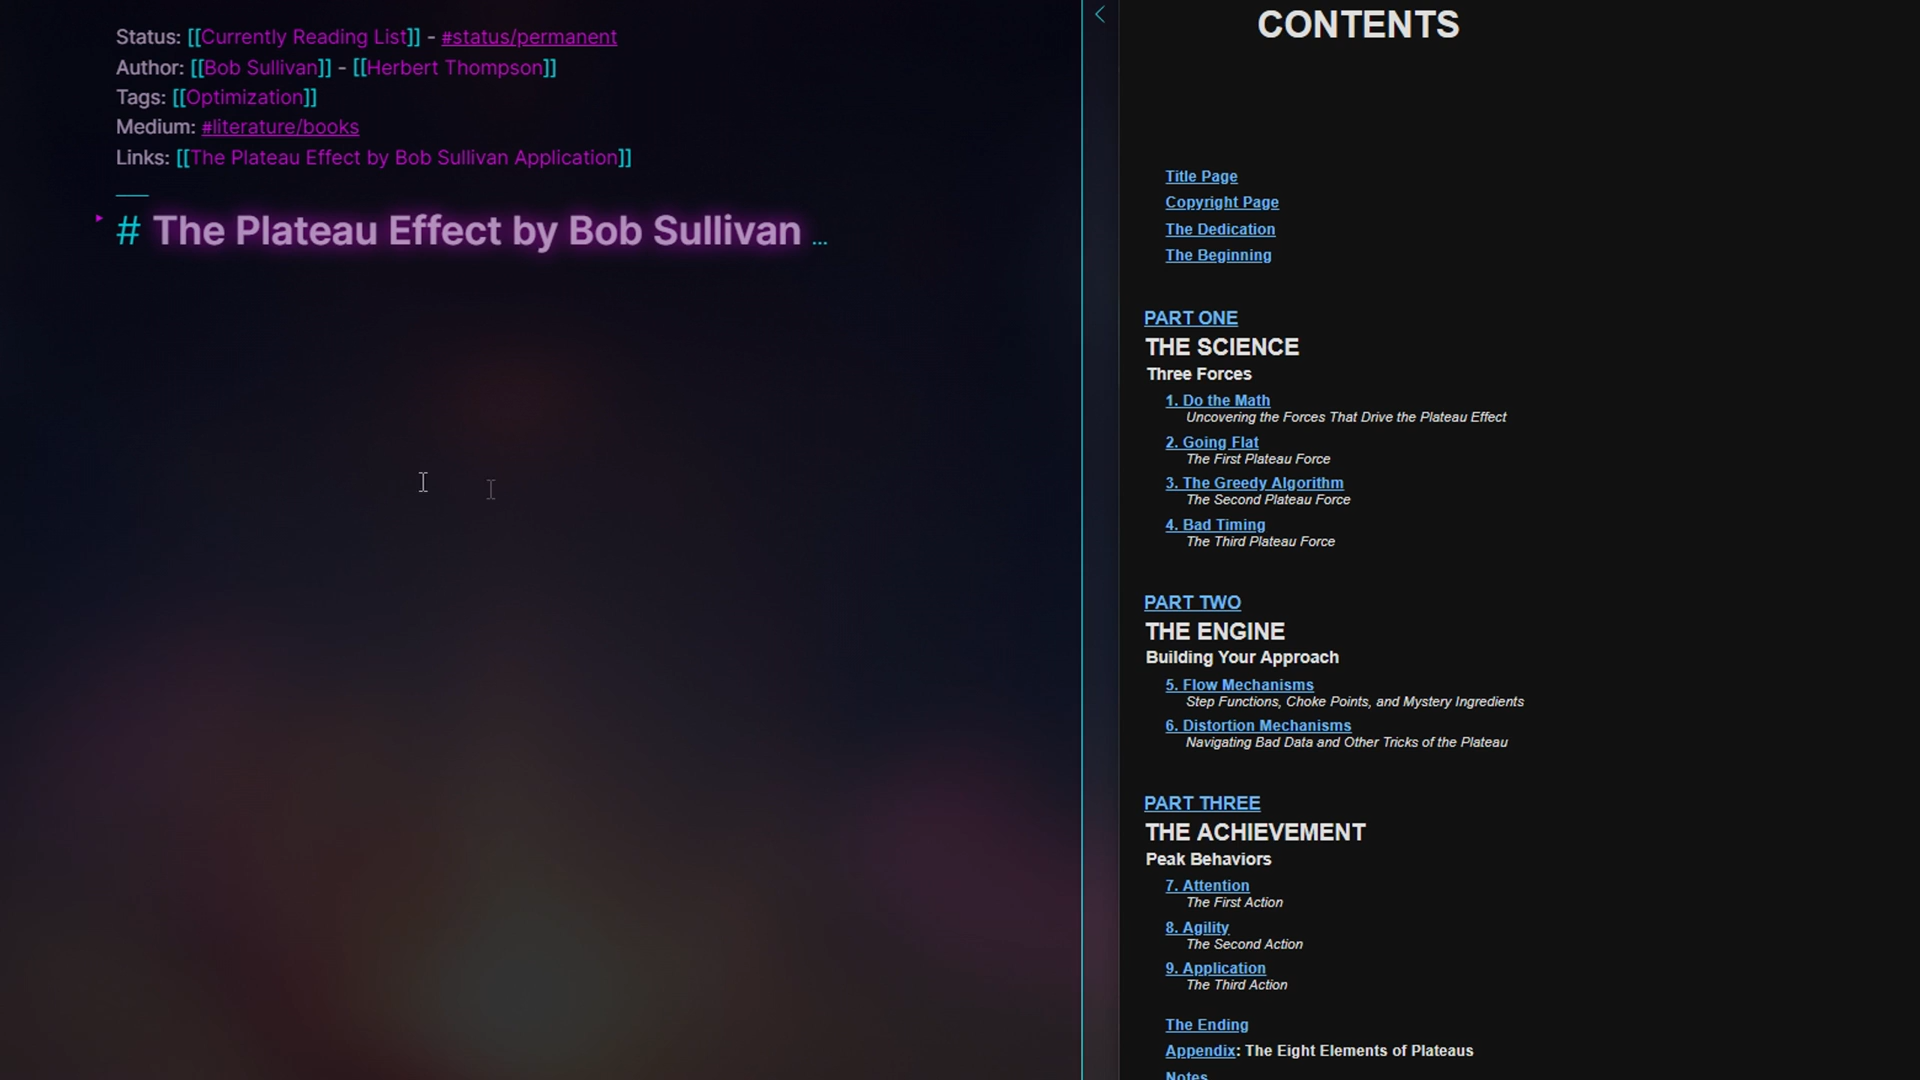 Status: [[Currently Reading List]] - #status/permanent
Author: [[Bob Sullivan]] - [[Herbert Thompson]]
Tags: [[Optimization]]
Medium: #literature/books
Links: [[The Plateau Effect by Bob Sullivan Application]]
# The Plateau Effect by Bob Sullivan ...
CONTENTS
Title Page
Copyright Page
The Dedication
The Beginning
PART ONE
THE SCIENCE
Three Forces
1. Do the Math
Uncovering the Forces That Drive the Plateau Effect
2. Going Flat
The First Plateau Force
3. The Greedy Algorithm
The Second Plateau Force
4. Bad Timing
The Third Plateau Force
PART TWO
THE ENGINE
Building Your Approach
5. Flow Mechanisms
Step Functions, Choke Points, and Mystery Ingredients
6. Distortion Mechanisms
Navigating Bad Data and Other Tricks of the Plateau
PART THREE
THE ACHIEVEMENT
Peak Behaviors
7. Attention
The First Action
8. Agility
The Second Action
9. Application
The Third Action
The Ending
Appendix: The Eight Elements of Plateaus
Notes